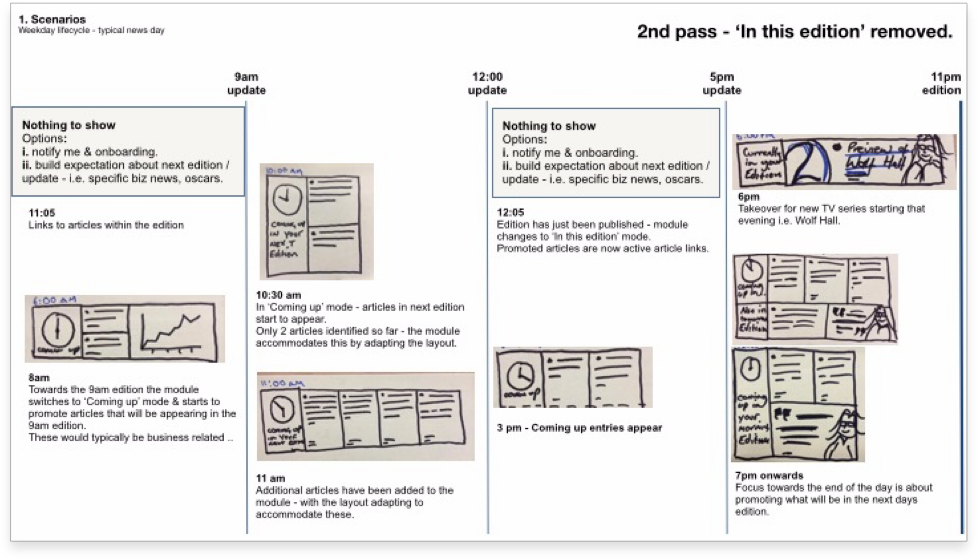 1. Scenarios
Weekday lifecycle - typical news day
2nd pass - ‘In this edition’ removed.
9am
update
12:00
update
5pm
update
11pm
edition
Nothing to show
Options:
i. notify me & onboarding.
ii. build expectation about next edition /
update - i.e. specific biz news, oscars.
11:05
Links to articles within the edition
6:00 AM
COMING UP
8am
Towards the 9am edition the module
switches to ‘Coming up’ mode & starts to
promote articles that will be appearing in the
9am edition.
These would typically be business related ..
10:00 AM
COMING UP
IN YOUR
NEXT
Edition
10:30 am
In ‘Coming up’ mode - articles in next edition
start to appear.
Only 2 articles identified so far - the module
accommodates this by adapting the layout.
11:00 AM
COMING UP
IN YOUR
11 am
Additional articles have been added to the
module - with the layout adapting to
accommodate these.
Nothing to show
Options:
i. notify me & onboarding.
ii. build expectation about next edition /
update - i.e. specific biz news, oscars.
12:05
Edition has just been published - module
changes to ‘In this edition’ mode.
Promoted articles are now active article links.
coming up
3 pm - Coming up entries appear
Currently
in your
Edition
2
Preview of
Wolf Hall
6pm
Takeover for new TV series starting that
evening i.e. Wolf Hall.
coming
Edition
coming
up in
your
morning
Edition
7pm onwards
Focus towards the end of the day is about
promoting what will be in the next days
edition.